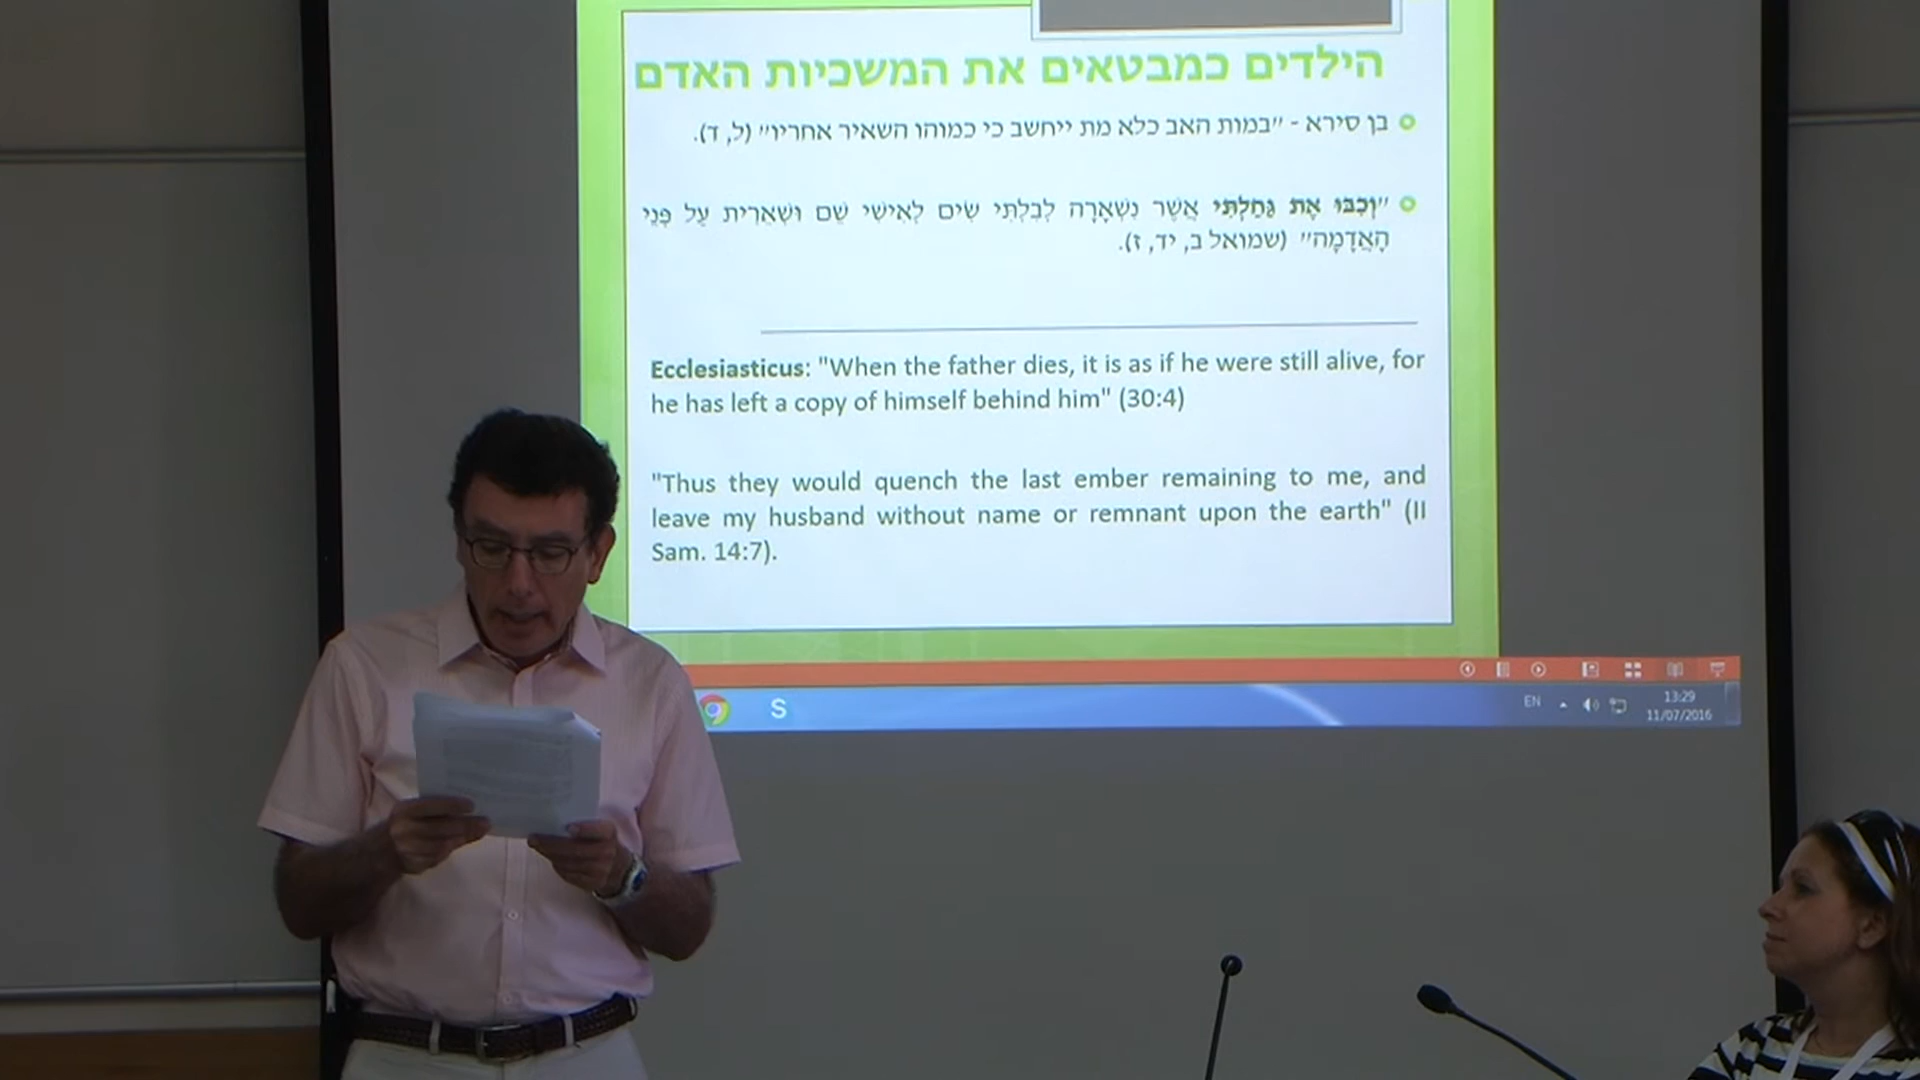 הילדים כמבטאים את המשכיות האדם
בן סירא - "במות האב כלא מת ייחשב כי כמוהו השאיר אחריו" (ל, ד).
"וְכִבּוּ אֶת גַּחַלְתִּי אֲשֶׁר נִשְׁאָרָה לְבִלְתִּי שִׂים לְאִישִׁי שֵׁם וּשְׁאֵרִית עַל פְּנֵי
הָאֲדָמָה" (שמואל ב, יד, ז).
Ecclesiasticus: "When the father dies, it is as if he were still alive, for
he has left a copy of himself behind him" (30:4)
"Thus they would quench the last ember remaining to me, and
leave my husband without name or remnant upon the earth" (II
Sam. 14:7).
S
EN
13:29
11/07/2016